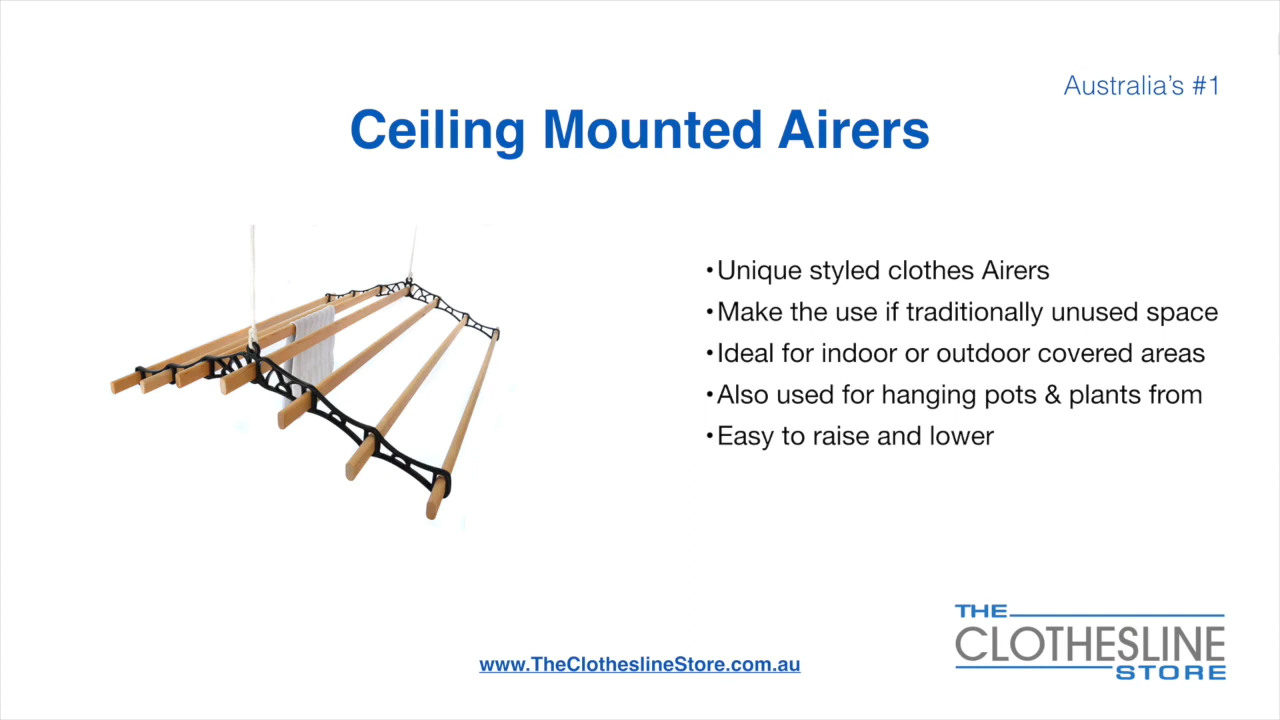 Australia's #1
Ceiling Mounted Airers
•Unique styled clothes Airers
•Make the use if traditionally unused space
•Ideal for indoor or outdoor covered areas
•Also used for hanging pots & plants from
•Easy to raise and lower
THE
CLOTHESLINE
STORE
www.TheClotheslineStore.com.au